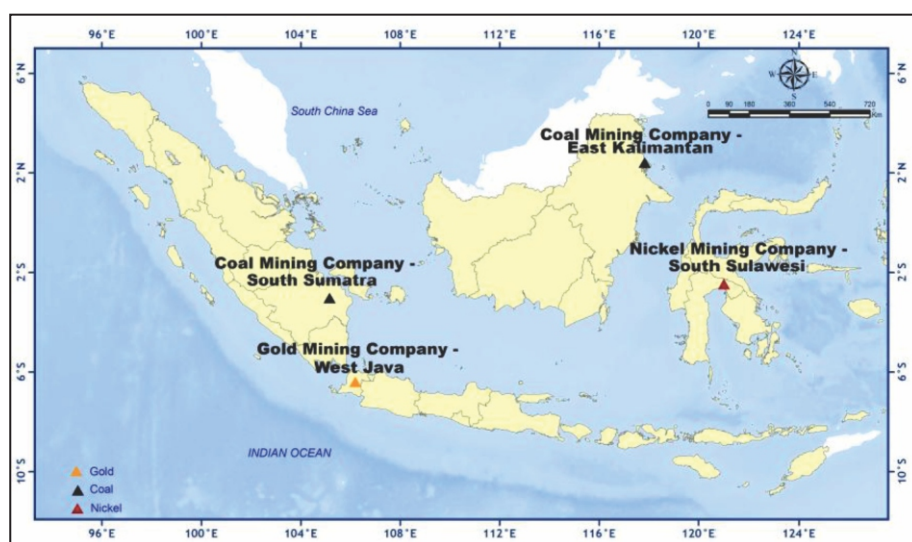 96°E 100°E 104°E 108°E 112°E 116°E 120°E 124°E
6°N
N
W E
S
South China Sea
0 90 180 360 540 720
Km
Coal Mining Company -
East Kalimantan
2°N
2°N
Nickel Mining Company -
South Sulawesi
Coal Mining Company -
South Sumatra
2°S
2°S
Gold Mining Company -
West Java
6°S
6°S
INDIAN OCEAN
Gold
Coal
Nickel
10°S
10°S
96°E 100°E 104°E 108°E 112°E 116°E 120°E 124°E
6°N